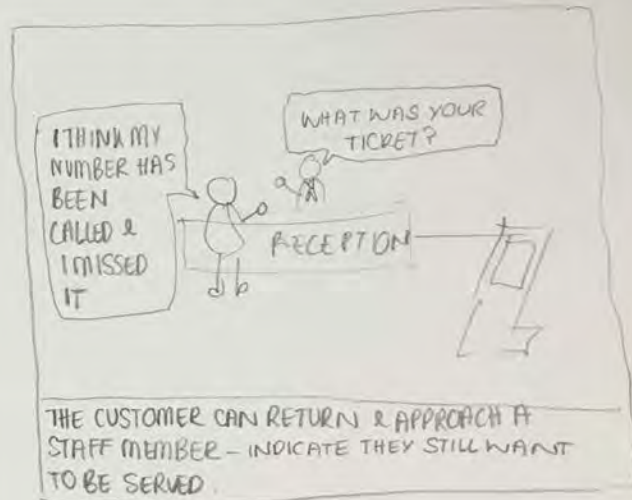 I THINK MY
NUMBER HAS
BEEN
CALLED &
I MISSED
IT
WHAT WAS YOUR
TICKET?
RECEPTION
THE CUSTOMER CAN RETURN & APPROACH A
STAFF MEMBER – INDICATE THEY STILL WANT
TO BE SERVED.